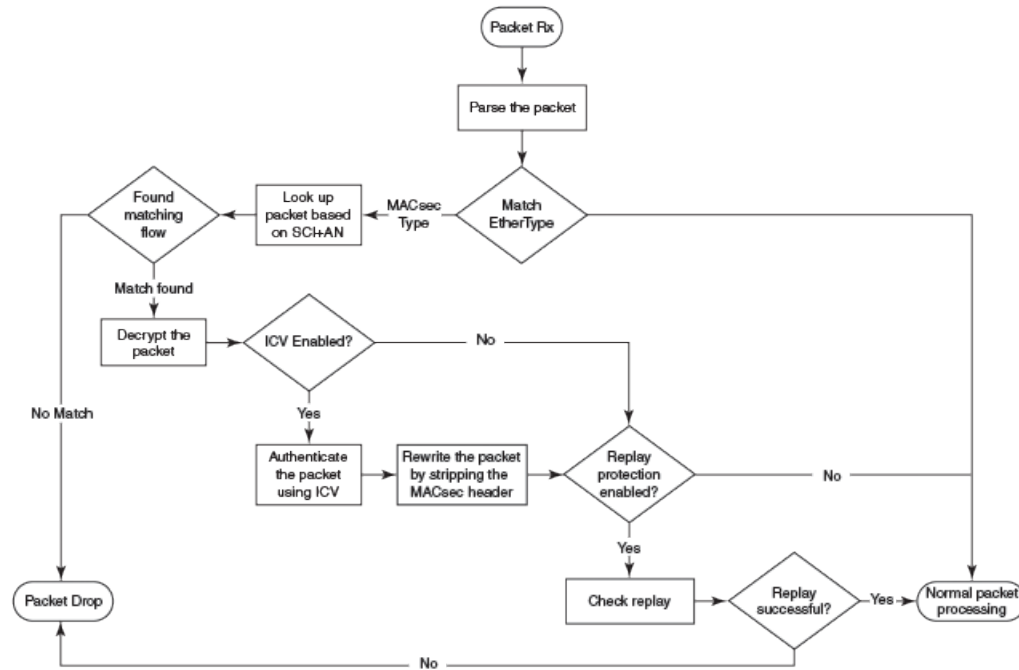 Packet Rx
Parse the packet
Match
EtherType
MACsec
Type
Look up
packet based
on SCI+AN
Found
matching
flow
Match found
Decrypt the
packet
ICV Enabled?
No
No Match
Yes
Authenticate
the packet
using ICV
Rewrite the packet
by stripping the
MACsec header
Replay
protection
enabled?
No
Yes
Packet Drop
Check replay
Replay
successful?
Yes
Normal packet
processing
No